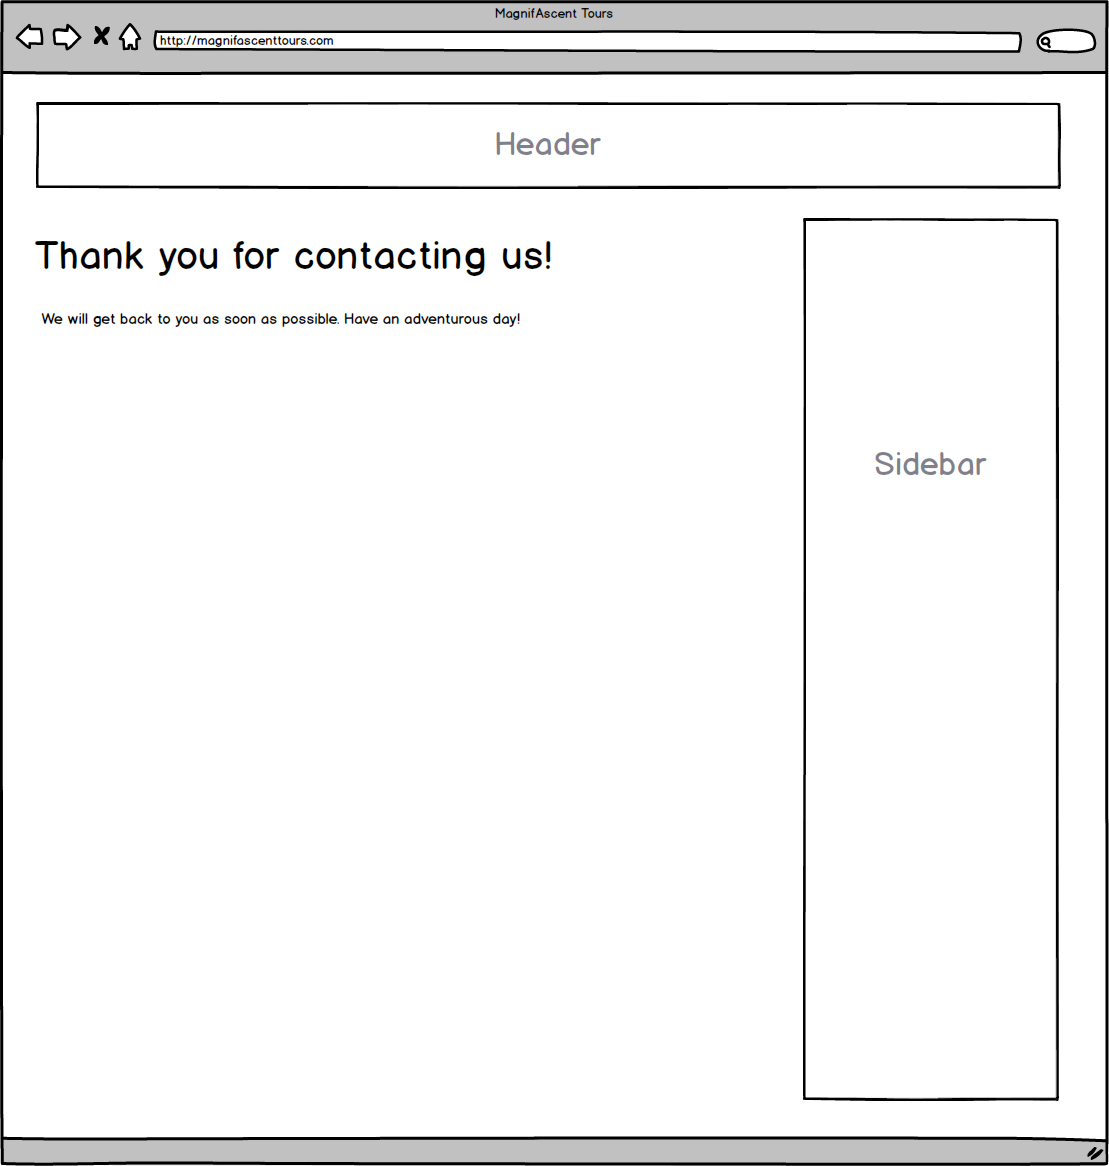 MagnifAscent Tours
http://magnifascenttours.com
Header
Thank you for contacting us!
We will get back to you as soon as possible. Have an adventurous day!
Sidebar